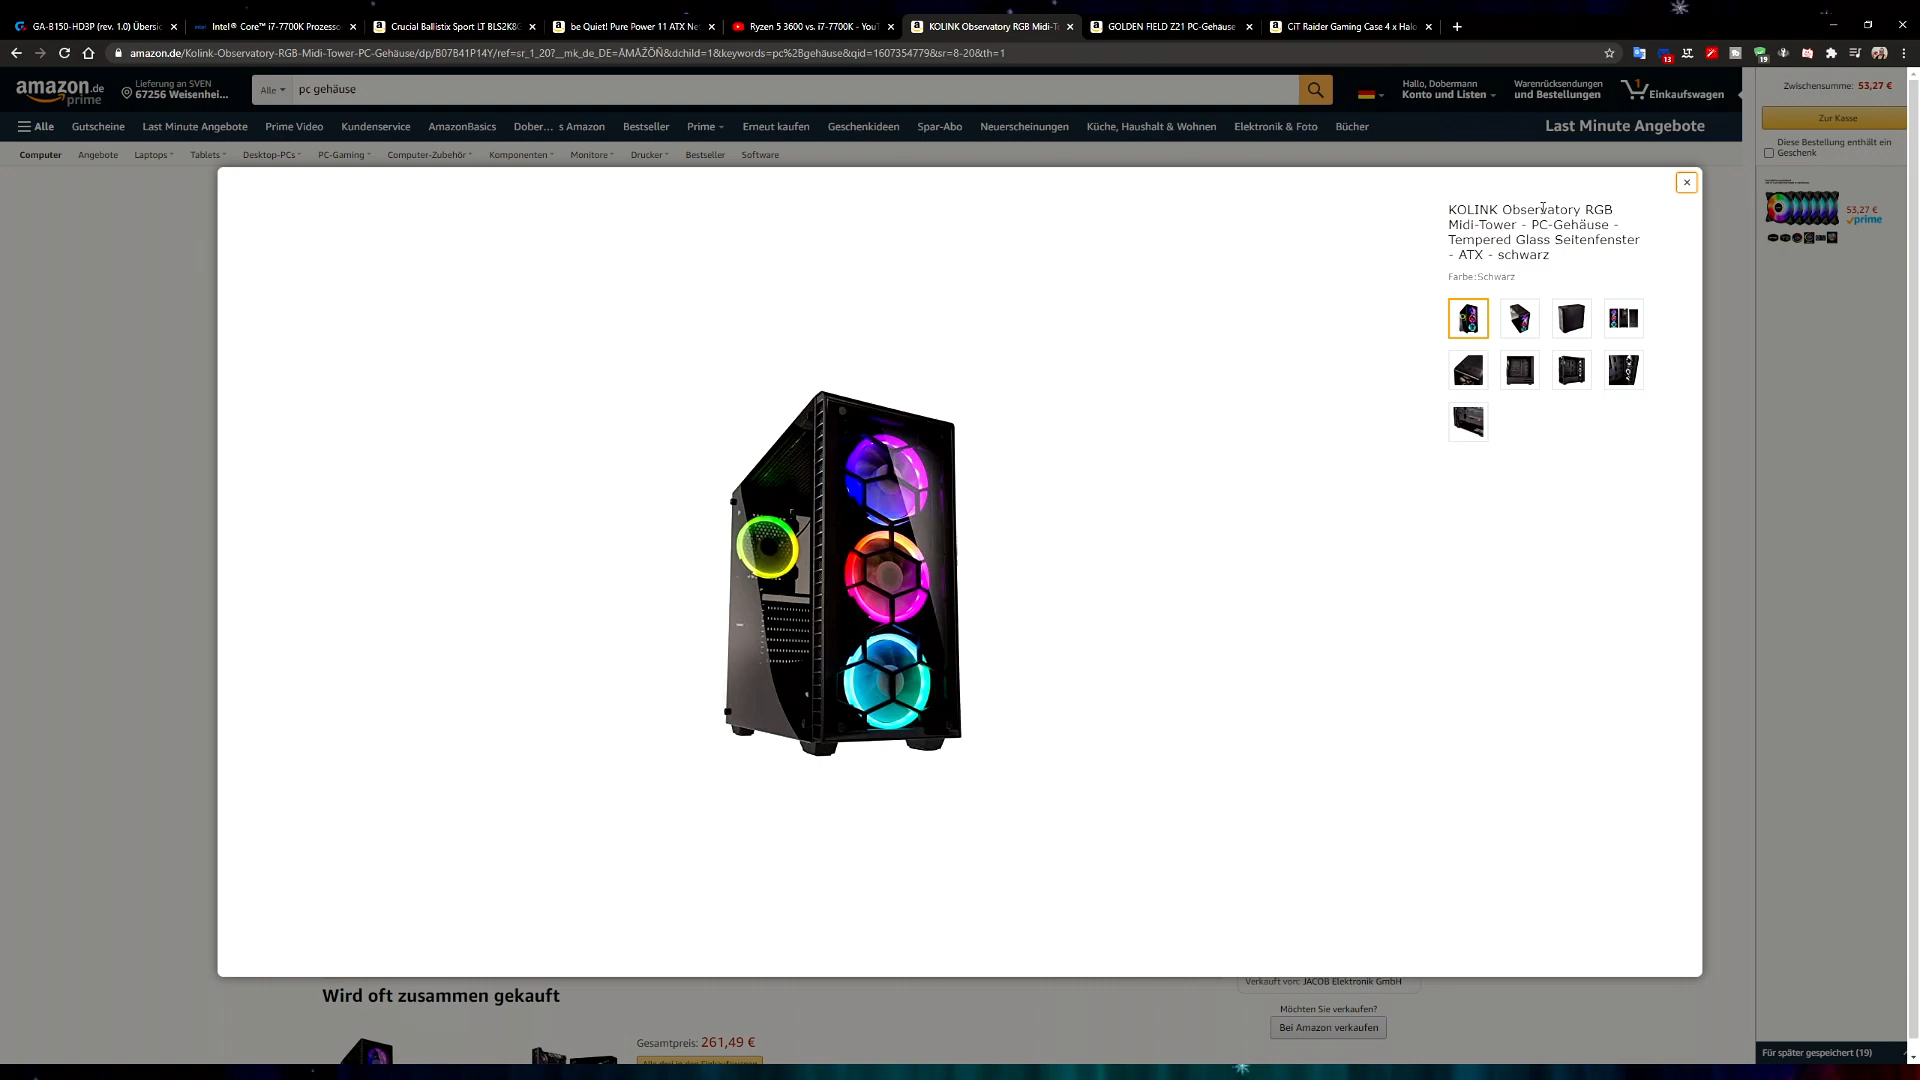 GA-B150-HD3P (rev. 1.0) Übersic
Intel® Core™ i7-7700K Prozesso
Crucial Ballistix Sport LT BLS2K8G
be Quiet! Pure Power 11 ATX Ne
Ryzen 5 3600 vs. i7-7700K - YouT
KOLINK Observatory RGB Midi-T
GOLDEN FIELD Z21 PC-Gehäuse
CiT Raider Gaming Case 4 x Halo
amazon.de/Kolink-Observatory-RGB-Midi-Tower-PC-Gehäuse/dp/B07B41P14Y/ref=sr_1_20?__mk_de_DE=ÅMÅŽÕÑ&dchild=1&keywords=pc%2Bgehäuse&qid=1607354779&sr=8-20&th=1
13
19
amazon.de
prime
Lieferung an SVEN
67256 Weisenhei...
Alle
pc gehäuse
Hallo, Dobermann
Konto und Listen
Warenrücksendungen
und Bestellungen
1
Einkaufswagen
Alle
Gutscheine
Last Minute Angebote
Prime Video
Kundenservice
AmazonBasics
Dober... s Amazon
Bestseller
Prime
Erneut kaufen
Geschenkideen
Spar-Abo
Neuerscheinungen
Küche, Haushalt & Wohnen
Elektronik & Foto
Bücher
Last Minute Angebote
Computer
Angebote
Laptops
Tablets
Desktop-PCs
PC-Gaming
Computer-Zubehör
Komponenten
Monitore
Drucker
Bestseller
Software
Zwischensumme: 53,27 €
Zur Kasse
Diese Bestellung enthält ein
Geschenk
53,27 €
prime
KOLINK Observatory RGB
Midi-Tower - PC-Gehäuse -
Tempered Glass Seitenfenster
- ATX - schwarz
Farbe:Schwarz
Wird oft zusammen gekauft
Gesamtpreis: 261,49 €
Verkauft von: JACOB Elektronik GmbH
Möchten Sie verkaufen?
Bei Amazon verkaufen
Für später gespeichert (19)